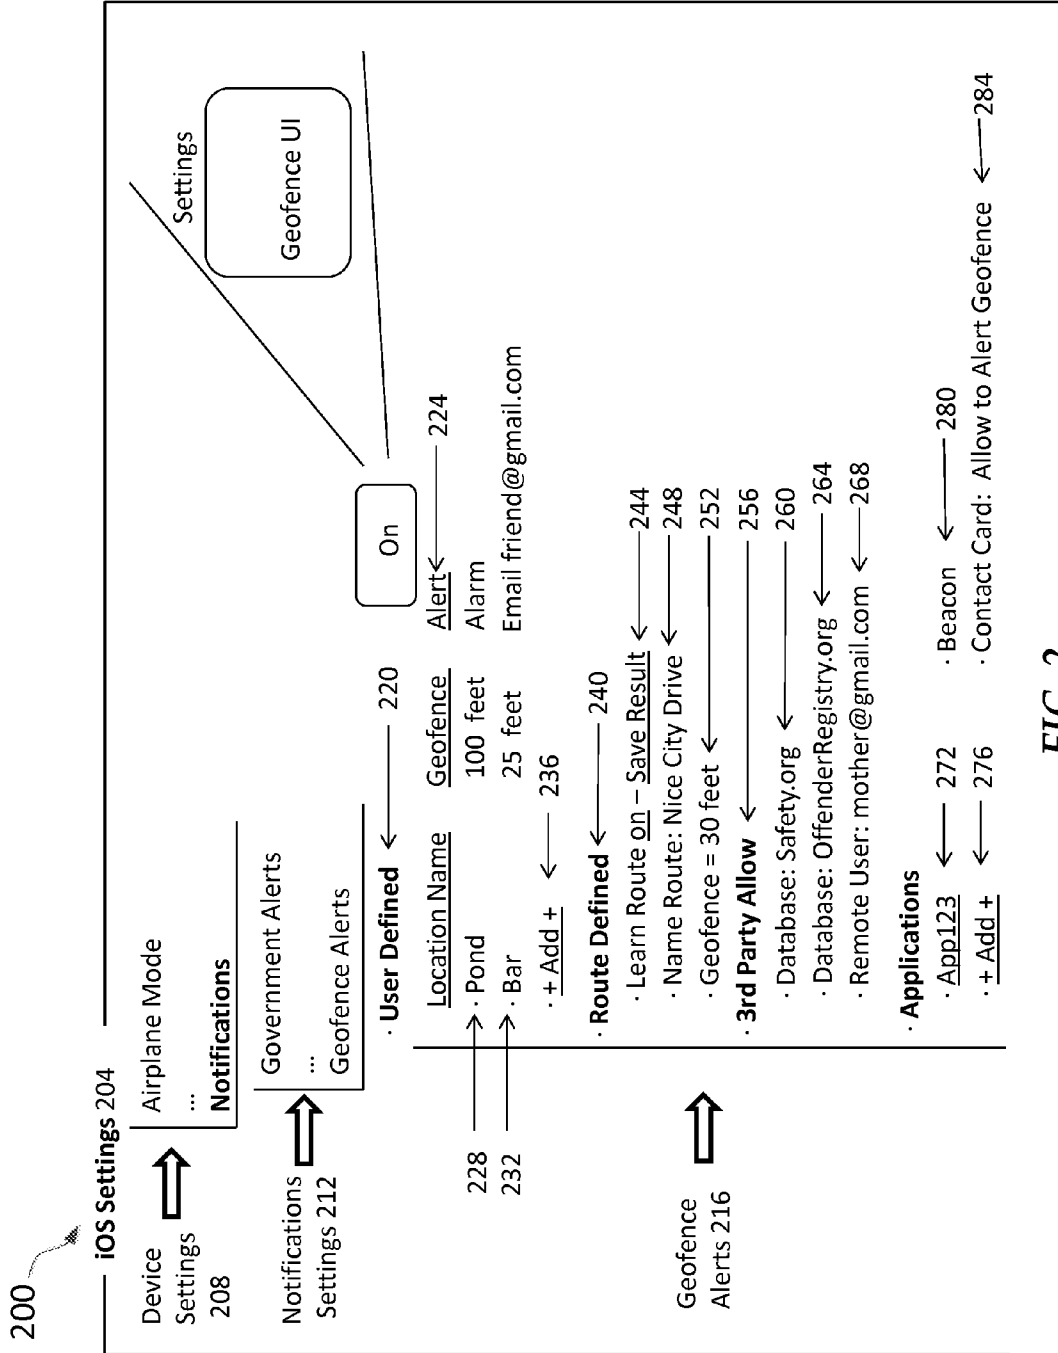 200
iOS Settings 204
Device
Settings
208
Airplane Mode
...
Notifications
Settings
Geofence UI
Notifications
Settings 212
Government Alerts
...
Geofence Alerts
On
· User Defined 220
Location Name Geofence Alert 224
228 · Pond 100 feet Alarm
232 · Bar 25 feet Email friend@gmail.com
· + Add + 236
· Route Defined 240
· Learn Route on – Save Result 244
· Name Route: Nice City Drive 248
· Geofence = 30 feet 252
Geofence
Alerts 216
· 3rd Party Allow 256
· Database: Safety.org 260
· Database: OffenderRegistry.org 264
· Remote User: mother@gmail.com 268
· Applications
· App123 272 · Beacon 280
· + Add + 276 · Contact Card: Allow to Alert Geofence 284
FIG. 2